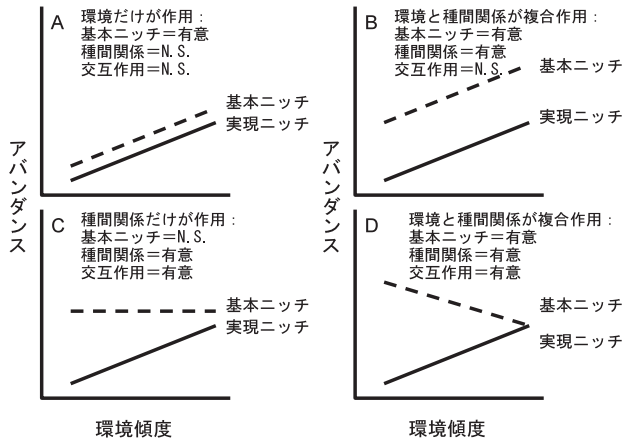 A 環境だけが作用：
基本ニッチ＝有意
種間関係＝N.S.
交互作用＝N.S.
基本ニッチ
実現ニッチ
B 環境と種間関係が複合作用：
基本ニッチ＝有意
種間関係＝有意
交互作用＝N.S.
基本ニッチ
実現ニッチ
アバンダンス
アバンダンス
C 種間関係だけが作用：
基本ニッチ＝N.S.
種間関係＝有意
交互作用＝有意
基本ニッチ
実現ニッチ
D 環境と種間関係が複合作用：
基本ニッチ＝有意
種間関係＝有意
交互作用＝有意
基本ニッチ
実現ニッチ
環境傾度
環境傾度